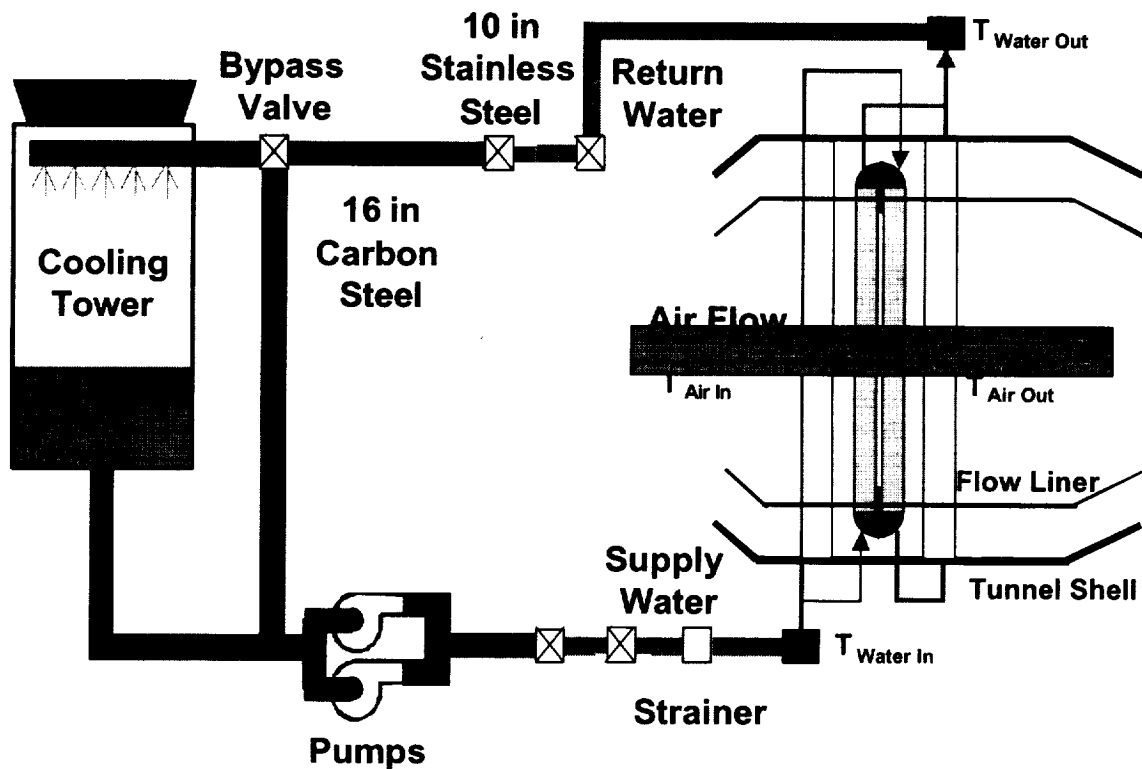 10 in
Stainless
Steel
T Water Out
Bypass
Valve
Return
Water
16 in
Carbon
Steel
Cooling
Tower
Air Flow
Air In
Air Out
Flow Liner
Supply
Water
Tunnel Shell
T Water In
Strainer
Pumps